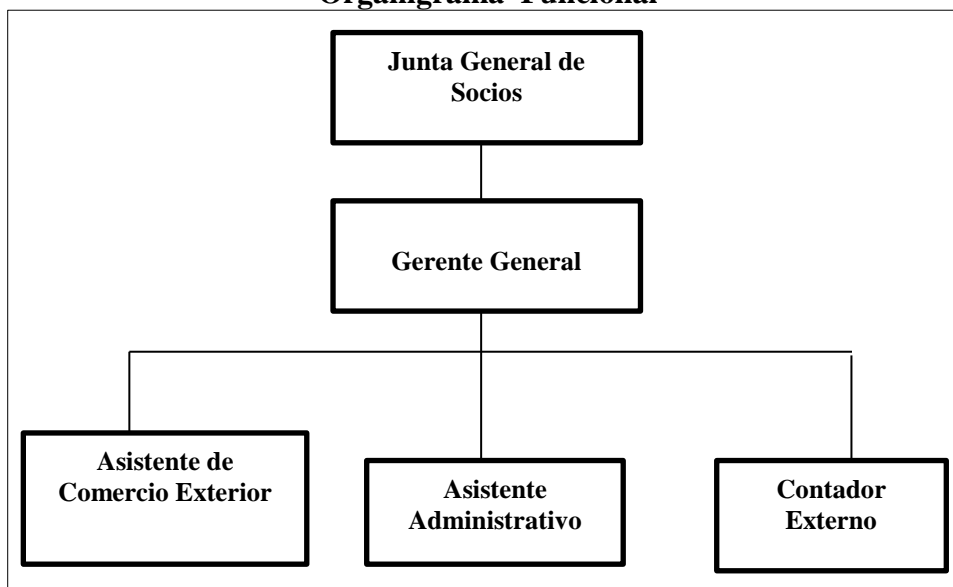 Organigrama Funcional
Junta General de
Socios
Gerente General
Asistente de
Comercio Exterior
Asistente
Administrativo
Contador
Externo